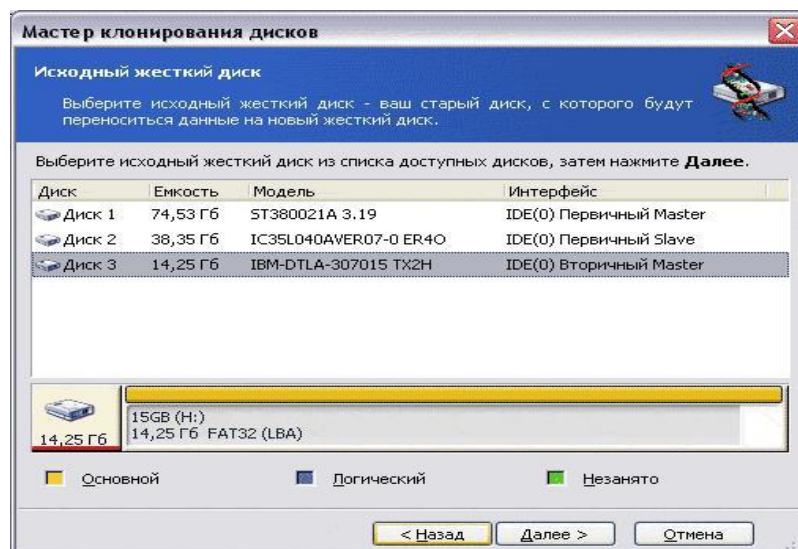 Мастер клонирования дисков
Исходный жесткий диск
Выберите исходный жесткий диск - ваш старый диск, с которого будут
переноситься данные на новый жесткий диск.
Выберите исходный жесткий диск из списка доступных дисков, затем нажмите Далее.
Диск Емкость Модель Интерфейс
Диск 1 74,53 Гб ST380021A 3.19 IDE(0) Первичный Master
Диск 2 38,35 Гб IC35L040AVER07-0 ER4O IDE(0) Первичный Slave
Диск 3 14,25 Гб IBM-DTLA-307015 TX2H IDE(0) Вторичный Master
14,25 Гб
15GB (H:)
14,25 Гб FAT32 (LBA)
Основной Логический Незанято
< Назад Далее > Отмена